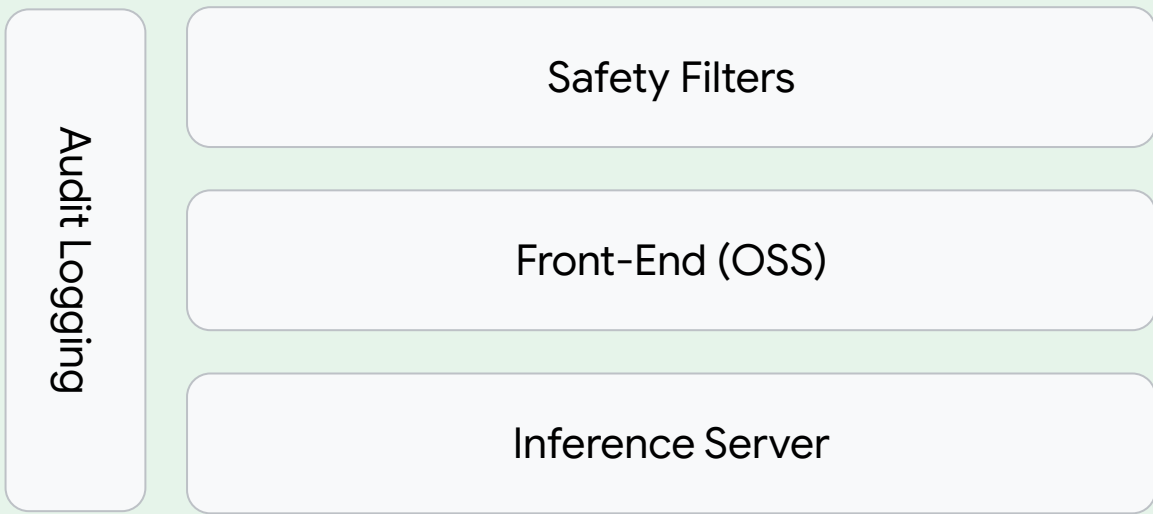 Audit Logging
Safety Filters
Front-End (OSS)
Inference Server